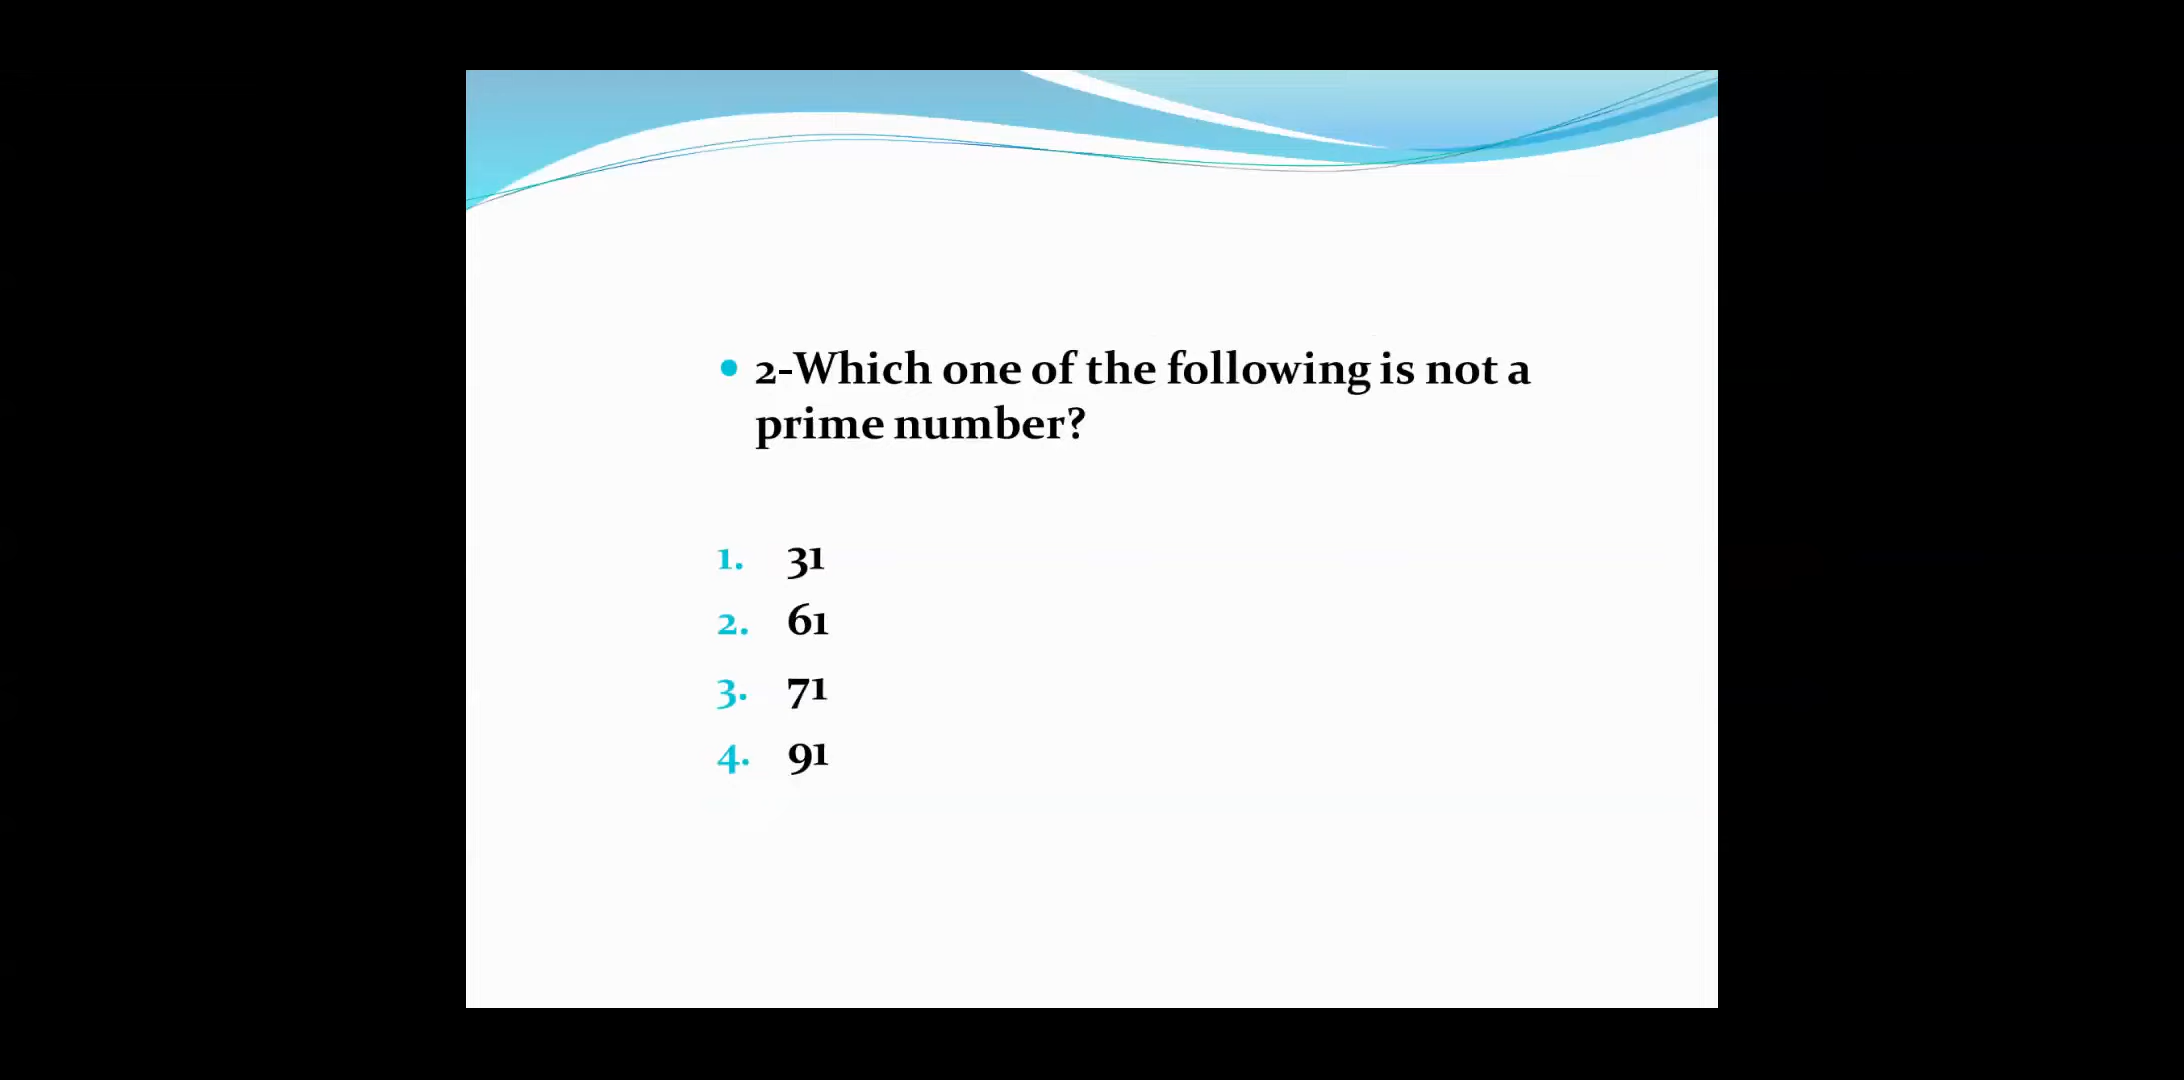 • 2-Which one of the following is not a
prime number?
1. 31
2. 61
3. 71
4. 91